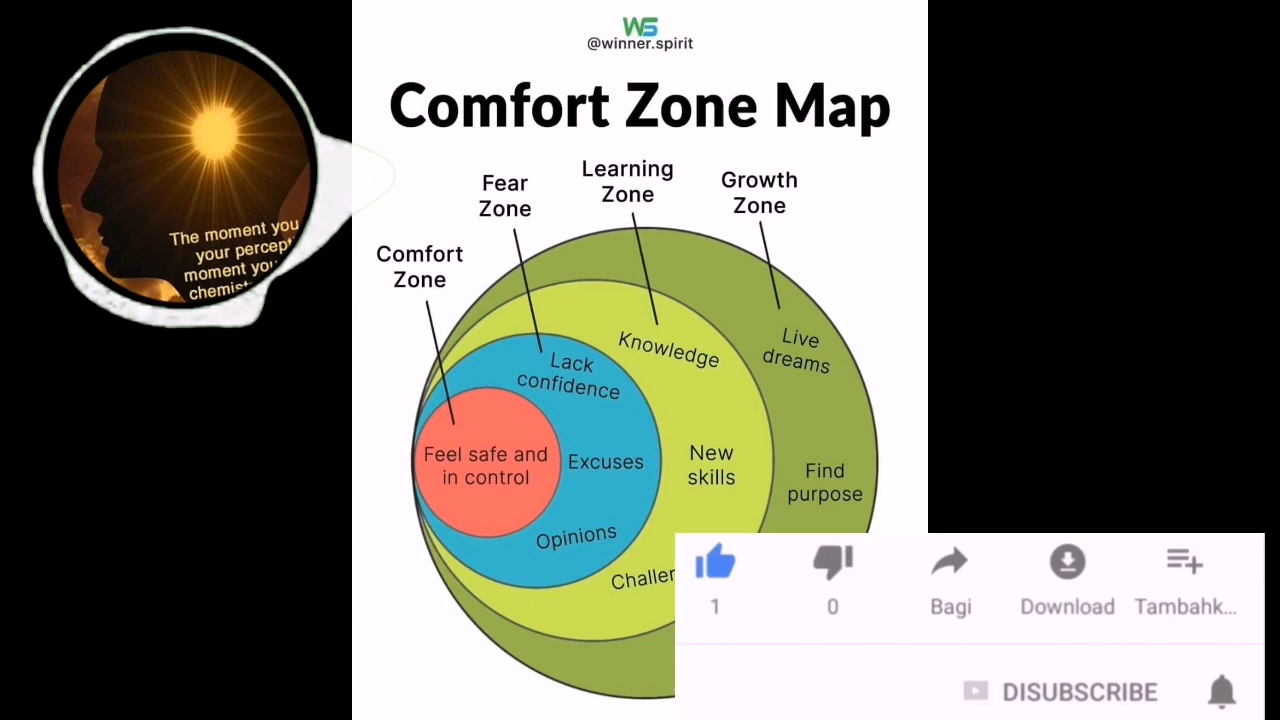 WS
@winner.spirit
Comfort Zone Map
Learning
Zone
Fear
Zone
Growth
Zone
Comfort
Zone
The moment you
your
moment
Live
dreams
Knowledge
Lack
confidence
Feel safe and
in control
Excuses
New
skills
Find
purpose
Opinions
1
0
Bagi
Download
Tambahk...
DISUBSCRIBE